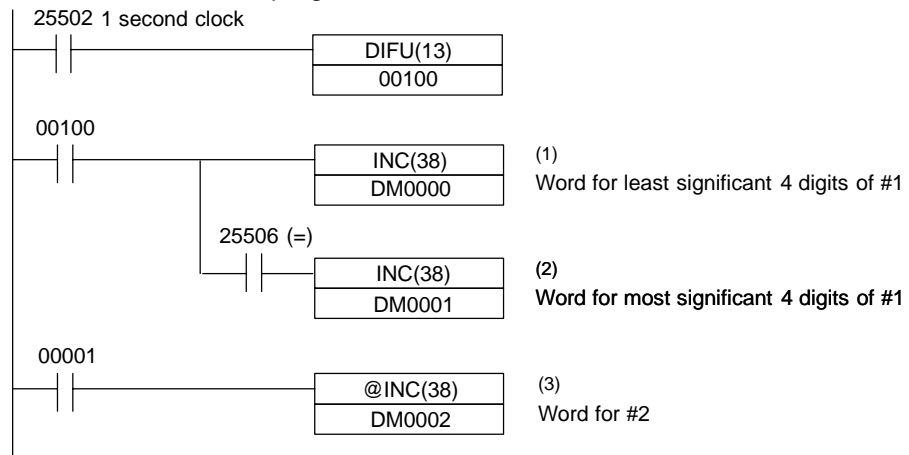 25502 1 second clock
DIFU(13)
00100
00100
INC(38)
DM0000
(1)
Word for least significant 4 digits of #1
25506 (=)
INC(38)
DM0001
(2)
Word for most significant 4 digits of #1
00001
@INC(38)
DM0002
(3)
Word for #2